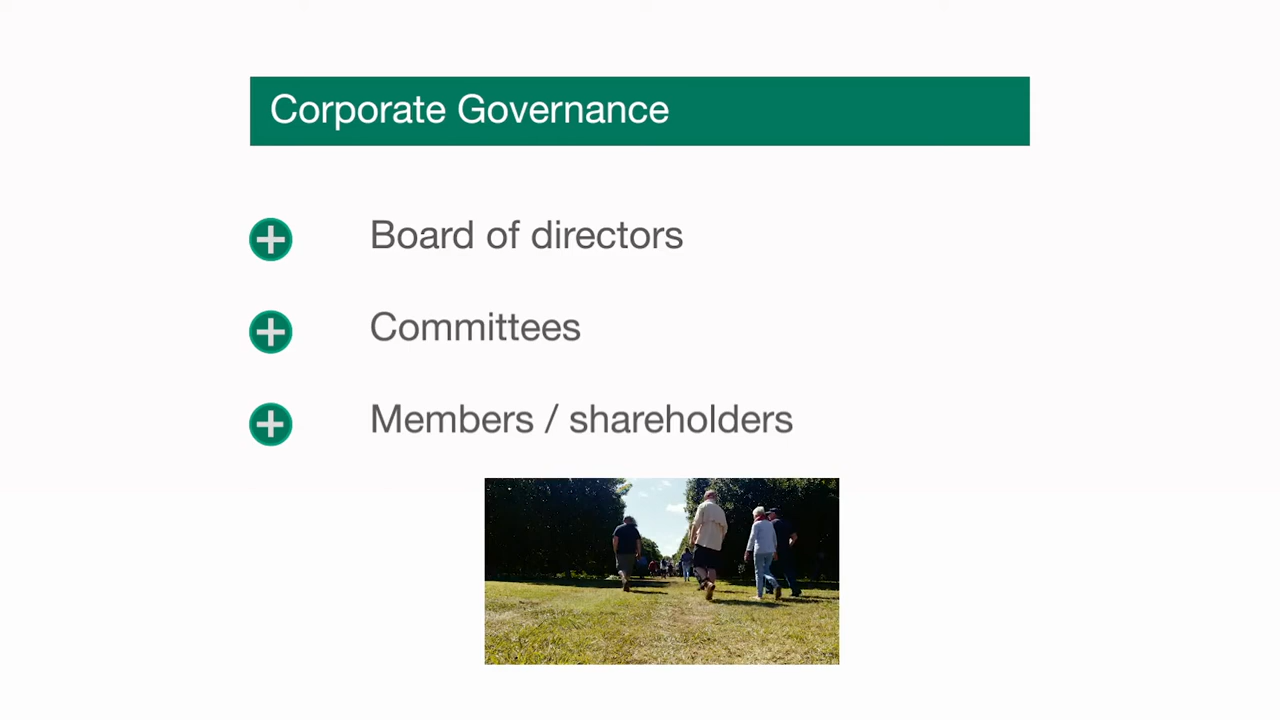 Corporate Governance
Board of directors
Committees
Members / shareholders